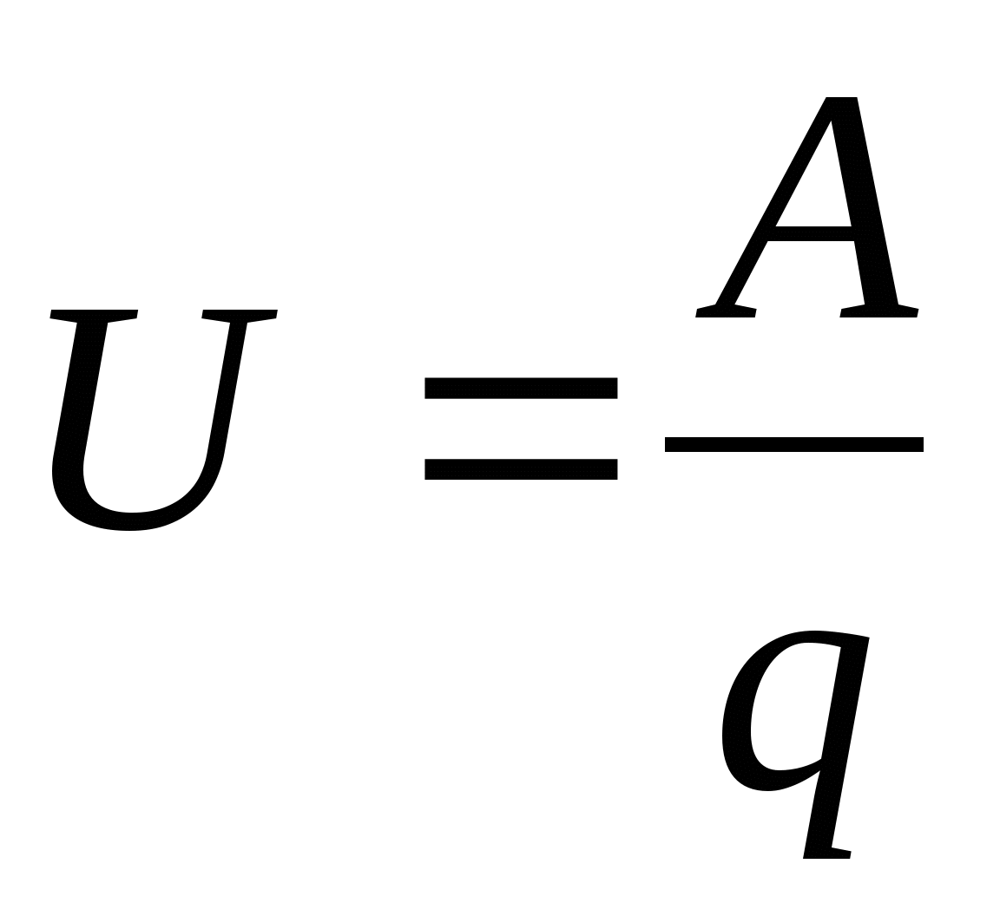 U = A/q